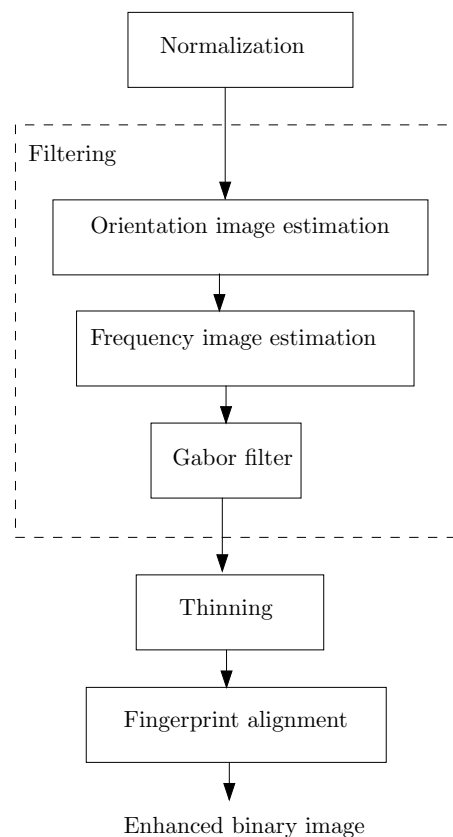 Normalization
Filtering
Orientation image estimation
Frequency image estimation
Gabor filter
Thinning
Fingerprint alignment
Enhanced binary image